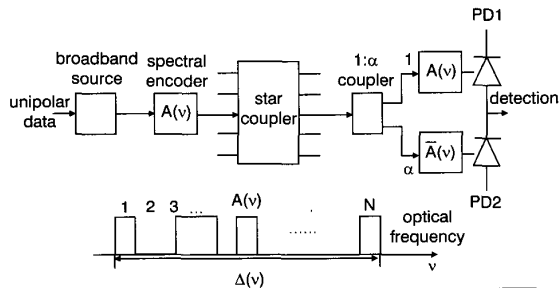 PD1
broadband source
spectral encoder
1:α coupler
1
A(ν)
unipolar data
A(ν)
star coupler
detection
α
Ā(ν)
PD2
1 2 3 ... A(ν) ...... N
optical frequency
ν
Δ(ν)